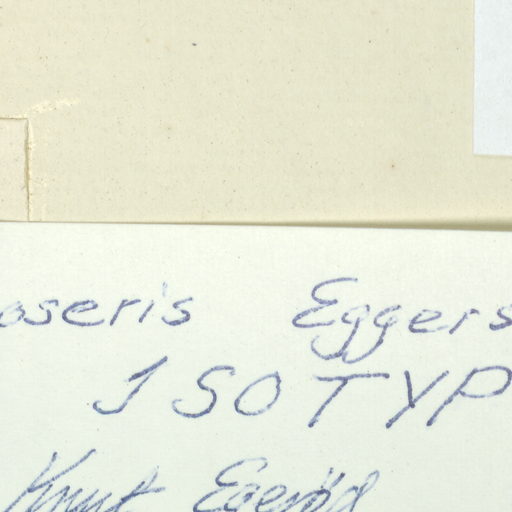 oseris Eggers
ISOTYP
Knut Egeröd